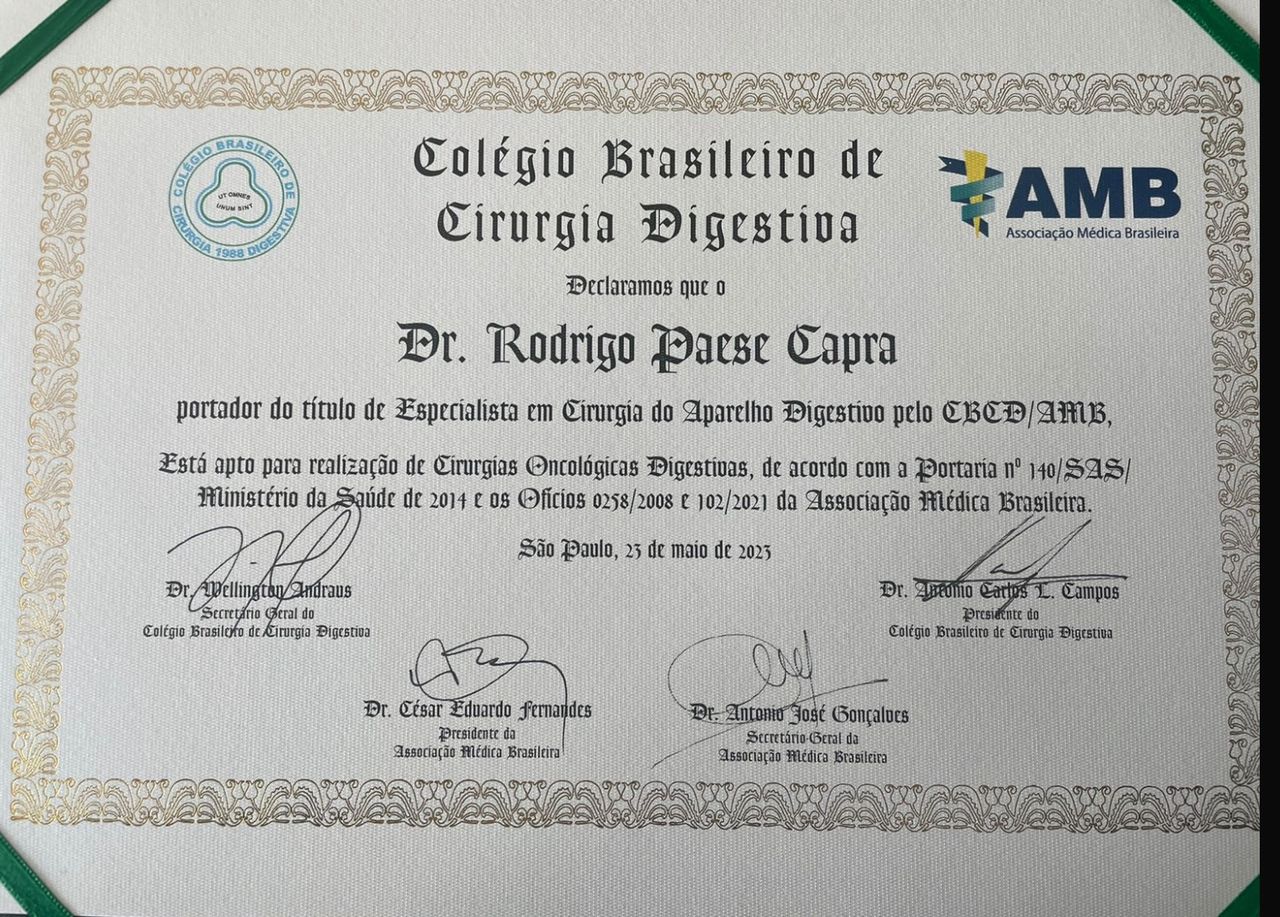 COLÉGIO BRASILEIRO DE
CIRURGIA 1988 DIGESTIVA
UT OMNES
UNUM SINT
Colégio Brasileiro de
Cirurgia Digestiva
AMB
Associação Médica Brasileira
Declaramos que o
Dr. Rodrigo Paese Capra
portador do título de Especialista em Cirurgia do Aparelho Digestivo pelo CBCD/AMB,
Está apto para realização de Cirurgias Oncológicas Digestivas, de acordo com a Portaria nº 140/SAS/
Ministério da Saúde de 2014 e os Ofícios 0258/2008 e 102/2021 da Associação Médica Brasileira.
São Paulo, 23 de maio de 2023
Dr. Wellington Andraus
Secretário Geral do
Colégio Brasileiro de Cirurgia Digestiva
Dr. Antonio Carlos L. Campos
Presidente do
Colégio Brasileiro de Cirurgia Digestiva
Dr. César Eduardo Fernandes
Presidente da
Associação Médica Brasileira
Dr. Antonio José Gonçalves
Secretário-Geral da
Associação Médica Brasileira